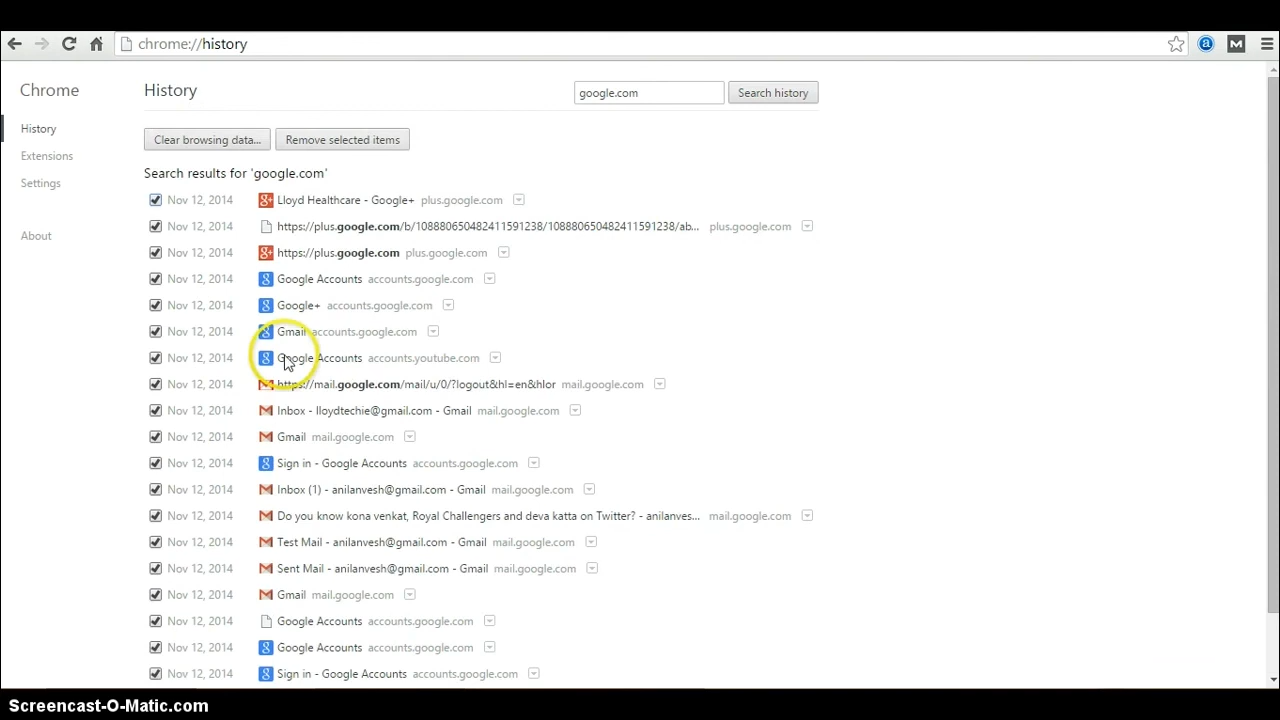 chrome://history
Chrome
History
google.com
Search history
History
Extensions
Settings
About
Clear browsing data...
Remove selected items
Search results for 'google.com'
Nov 12, 2014 Lloyd Healthcare - Google+ plus.google.com
Nov 12, 2014 https://plus.google.com/b/108880650482411591238/108880650482411591238/ab... plus.google.com
Nov 12, 2014 https://plus.google.com plus.google.com
Nov 12, 2014 Google Accounts accounts.google.com
Nov 12, 2014 Google+ accounts.google.com
Nov 12, 2014 Gmail accounts.google.com
Nov 12, 2014 Google Accounts accounts.youtube.com
Nov 12, 2014 https://mail.google.com/mail/u/0/?logout&hl=en&hlor mail.google.com
Nov 12, 2014 Inbox - lloydtechie@gmail.com - Gmail mail.google.com
Nov 12, 2014 Gmail mail.google.com
Nov 12, 2014 Sign in - Google Accounts accounts.google.com
Nov 12, 2014 Inbox (1) - anilanvesh@gmail.com - Gmail mail.google.com
Nov 12, 2014 Do you know kona venkat, Royal Challengers and deva katta on Twitter? - anilanves... mail.google.com
Nov 12, 2014 Test Mail - anilanvesh@gmail.com - Gmail mail.google.com
Nov 12, 2014 Sent Mail - anilanvesh@gmail.com - Gmail mail.google.com
Nov 12, 2014 Gmail mail.google.com
Nov 12, 2014 Google Accounts accounts.google.com
Nov 12, 2014 Google Accounts accounts.google.com
Nov 12, 2014 Sign in - Google Accounts accounts.google.com
Screencast-O-Matic.com